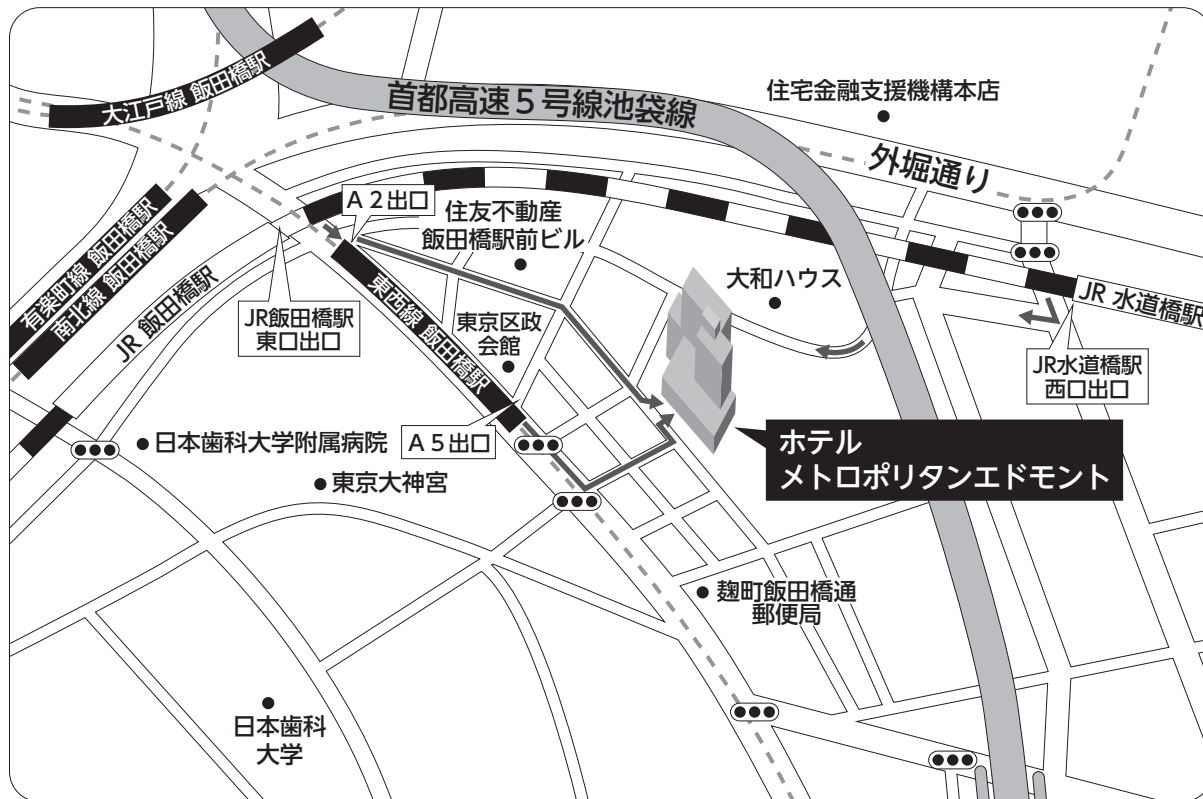 大江戸線 飯田橋駅
首都高速５号線池袋線
住宅金融支援機構本店
外堀通り
有楽町線 飯田橋駅
南北線 飯田橋駅
JR 飯田橋駅
Ａ２出口
住友不動産
飯田橋駅前ビル
大和ハウス
JR 水道橋駅
JR飯田橋駅
東口出口
東西線 飯田橋駅
東京区政
会館
JR水道橋駅
西口出口
日本歯科大学附属病院
Ａ５出口
ホテル
メトロポリタンエドモント
東京大神宮
麹町飯田橋通
郵便局
日本歯科
大学